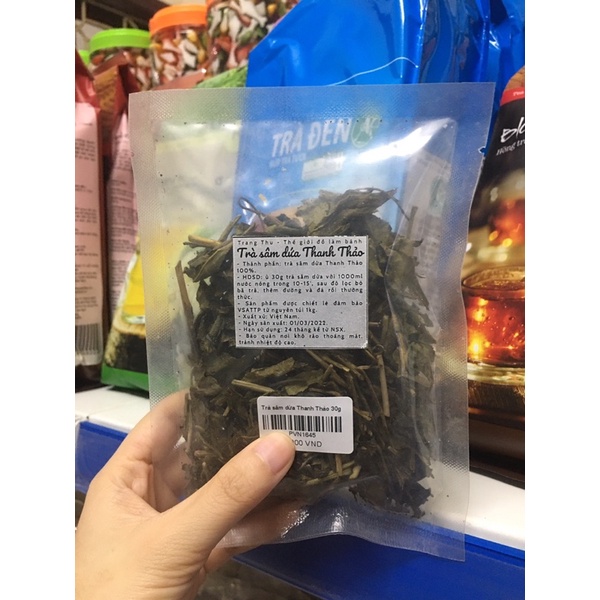 TRÀ ĐEN
Hồng tr
Trang Thu - Thế giới đồ làm bánh
Trà sâm dứa Thanh Thảo
- Thành phần: trà sâm dứa Thanh Thảo
100%.
- HDSD: ủ 30g trà sâm dứa với 1000ml
nước nóng trong 10-15', sau đó lọc bỏ
bã trà, thêm đường và đá rồi thưởng
thức.
- Sản phẩm được chiết lẻ đảm bảo
VSATTP từ nguyên túi 1kg.
- Xuất xứ: Việt Nam.
- Ngày sản xuất: 01/03/2022.
- Hạn sử dụng: 24 tháng kể từ NSX.
- Bảo quản nơi khô ráo thoáng mát,
tránh nhiệt độ cao.
Trà sâm dứa Thanh Thảo 30g
PVN1645
00 VND